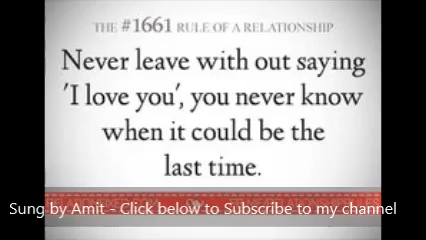 THE #1661 RULE OF A RELATIONSHIP
Never leave with out saying
'I love you', you never know
when it could be the
last time.
Sung by Amit - Click below to Subscribe to my channel